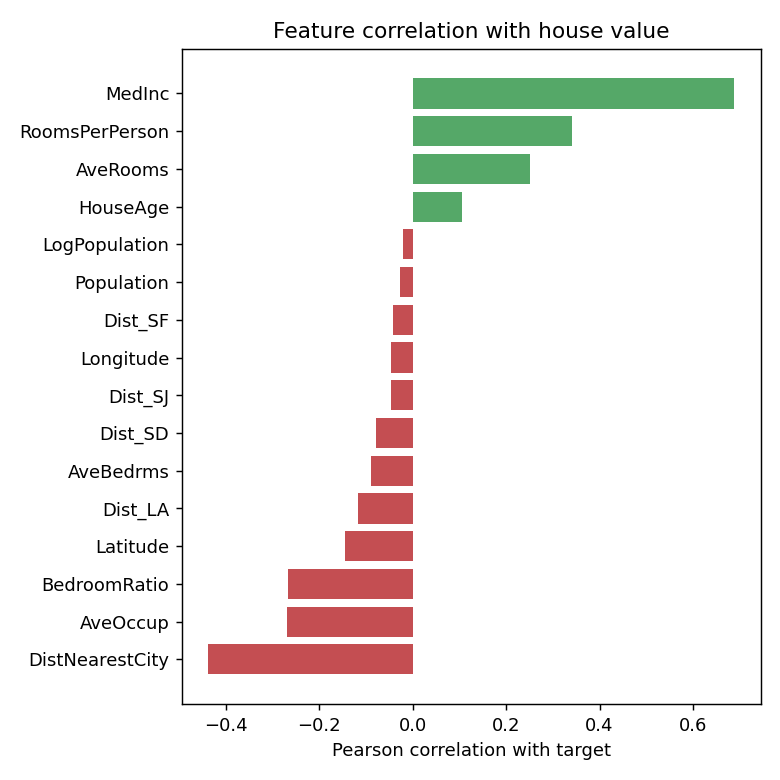 Feature correlation with house value
MedInc
RoomsPerPerson
AveRooms
HouseAge
LogPopulation
Population
Dist_SF
Longitude
Dist_SJ
Dist_SD
AveBedrms
Dist_LA
Latitude
BedroomRatio
AveOccup
DistNearestCity
−0.4 −0.2 0.0 0.2 0.4 0.6
Pearson correlation with target